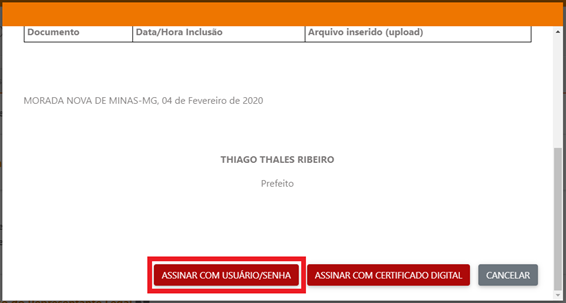 Documento Data/Hora Inclusão Arquivo inserido (upload)
MORADA NOVA DE MINAS-MG, 04 de Fevereiro de 2020
THIAGO THALES RIBEIRO
Prefeito
ASSINAR COM USUÁRIO/SENHA ASSINAR COM CERTIFICADO DIGITAL CANCELAR